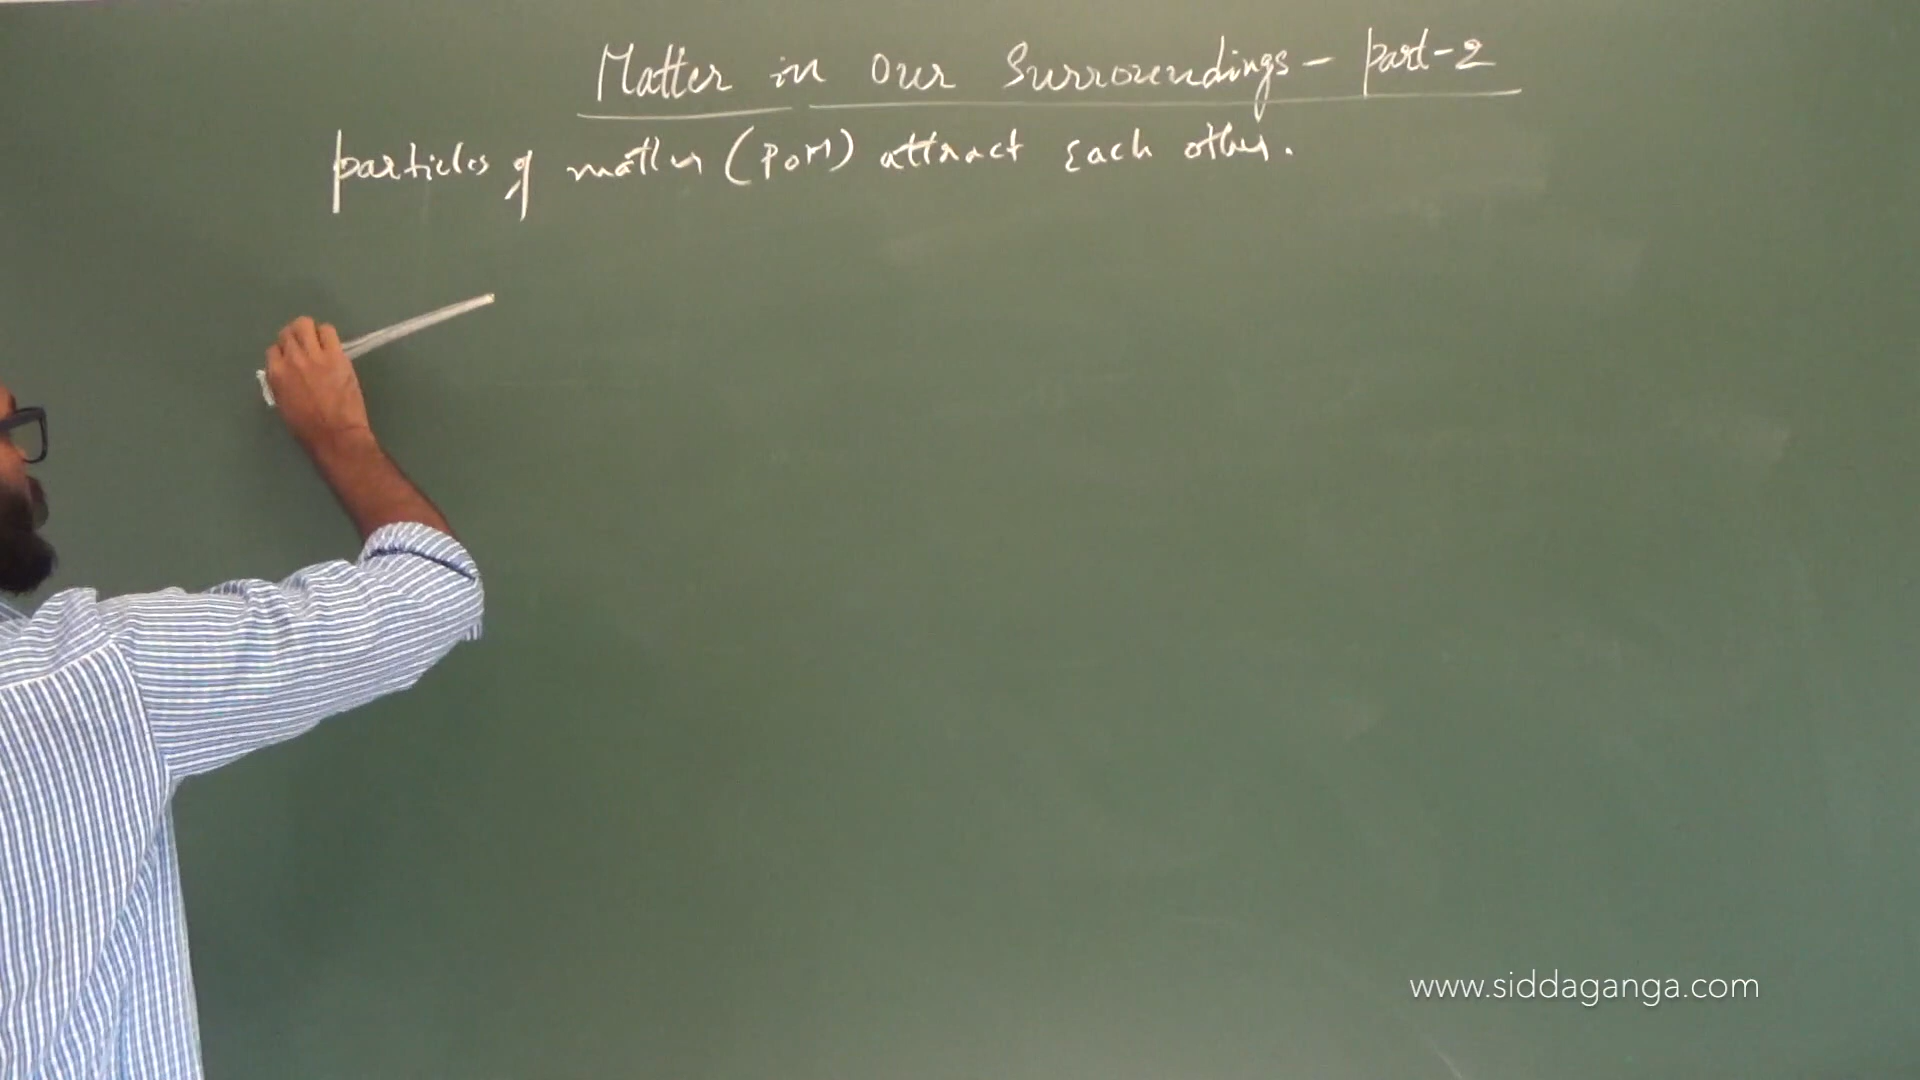 Matter in Our Surroundings - part-2
particles of matter (POM) attract Each other.
www.siddaganga.com